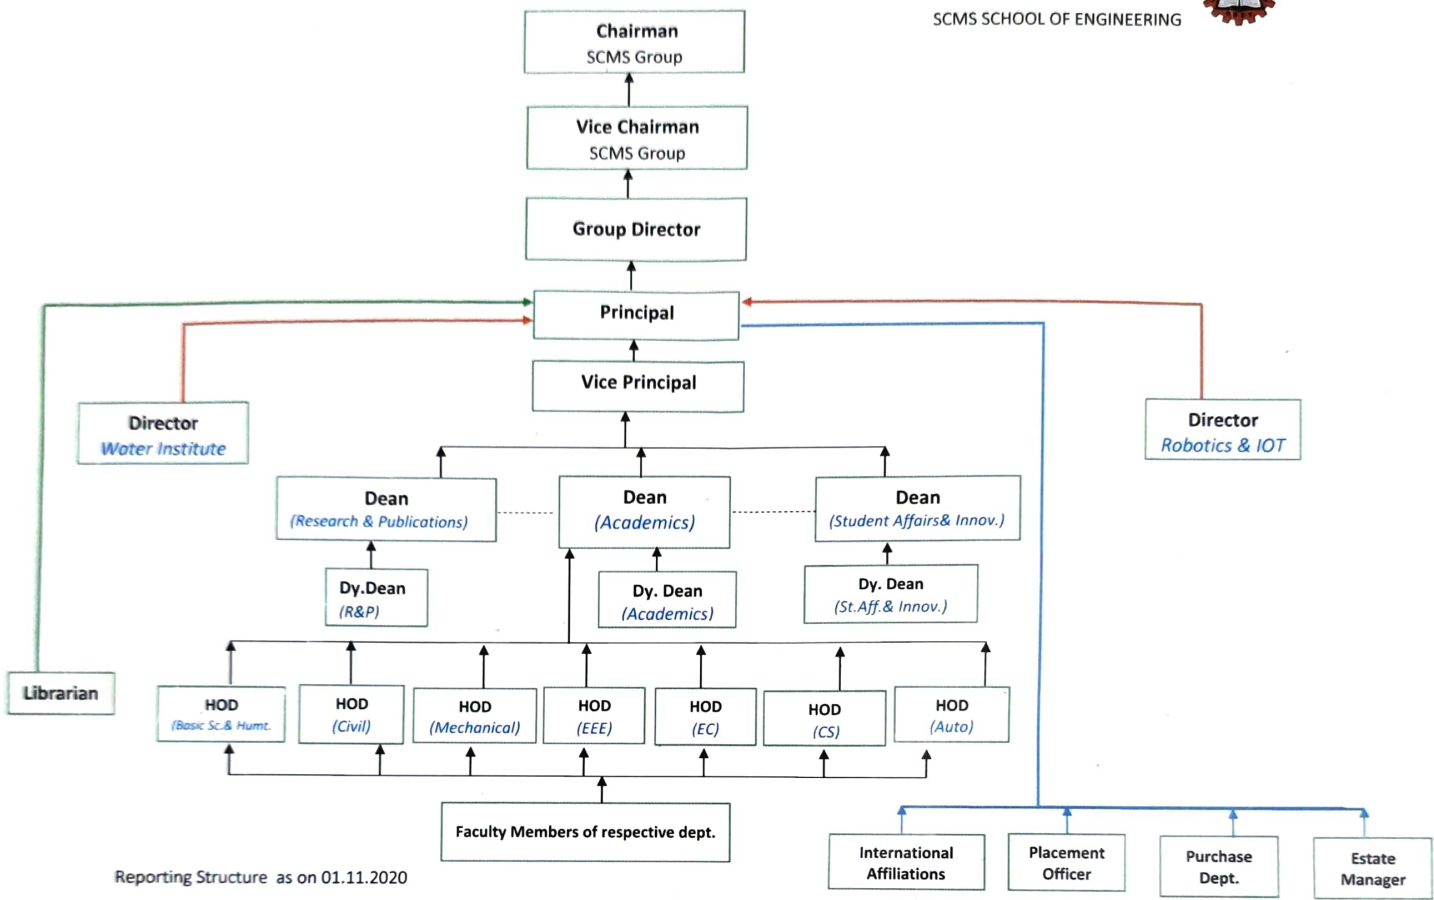 SCMS SCHOOL OF ENGINEERING
Chairman
SCMS Group
Vice Chairman
SCMS Group
Group Director
Principal
Vice Principal
Director
Water Institute
Director
Robotics & IOT
Dean
(Research & Publications)
Dean
(Academics)
Dean
(Student Affairs& Innov.)
Dy.Dean
(R&P)
Dy. Dean
(Academics)
Dy. Dean
(St.Aff.& Innov.)
Librarian
HOD
(Basic Sc.& Humt.
HOD
(Civil)
HOD
(Mechanical)
HOD
(EEE)
HOD
(EC)
HOD
(CS)
HOD
(Auto)
Faculty Members of respective dept.
International
Affiliations
Placement
Officer
Purchase
Dept.
Estate
Manager
Reporting Structure as on 01.11.2020